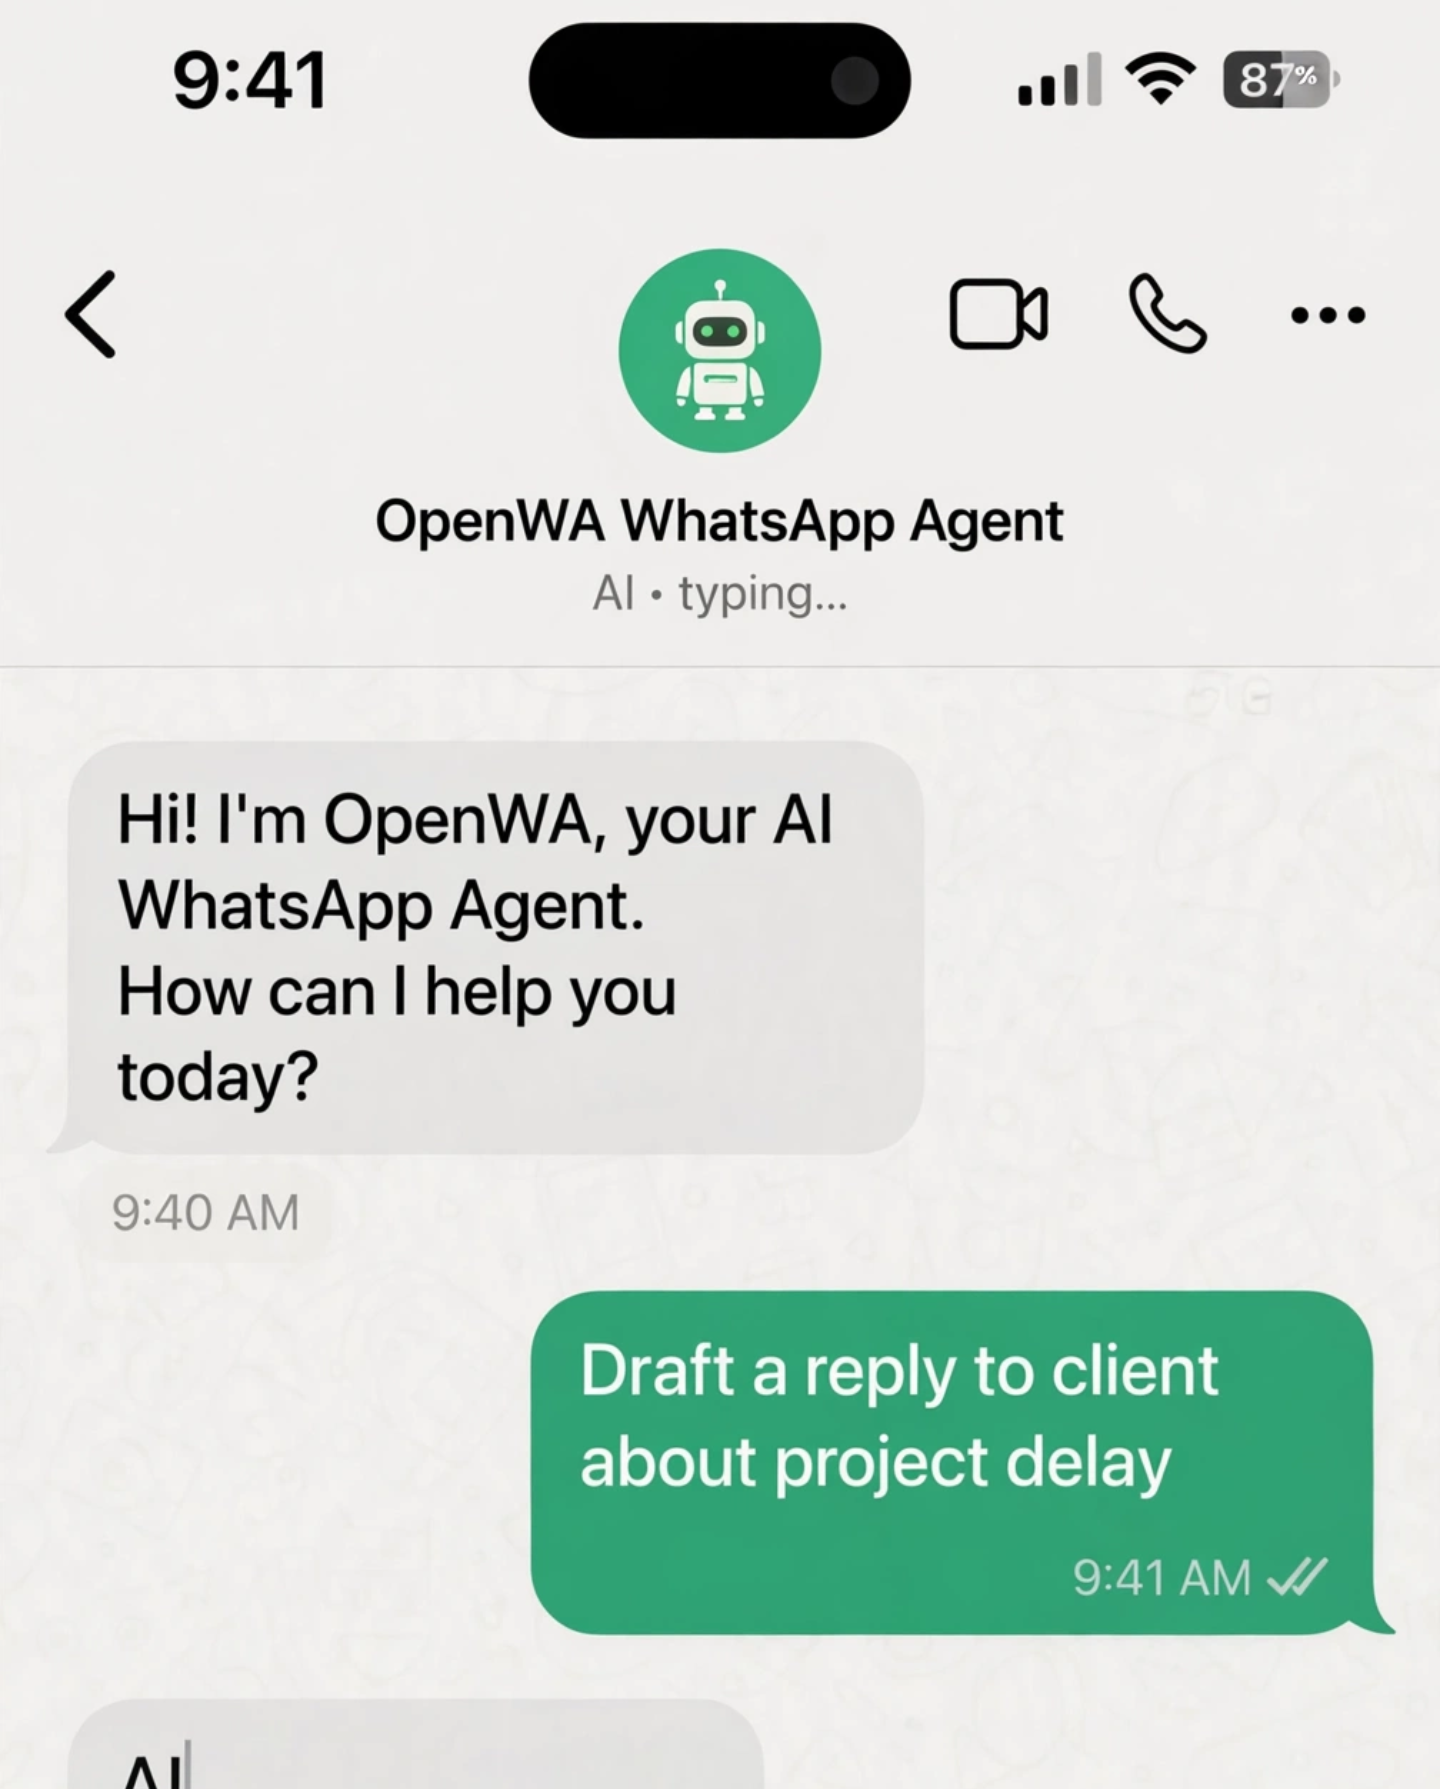 9:41
87%
OpenWA WhatsApp Agent
AI • typing...
Hi! I'm OpenWA, your AI
WhatsApp Agent.
How can I help you
today?
9:40 AM
Draft a reply to client
about project delay
9:41 AM
AI